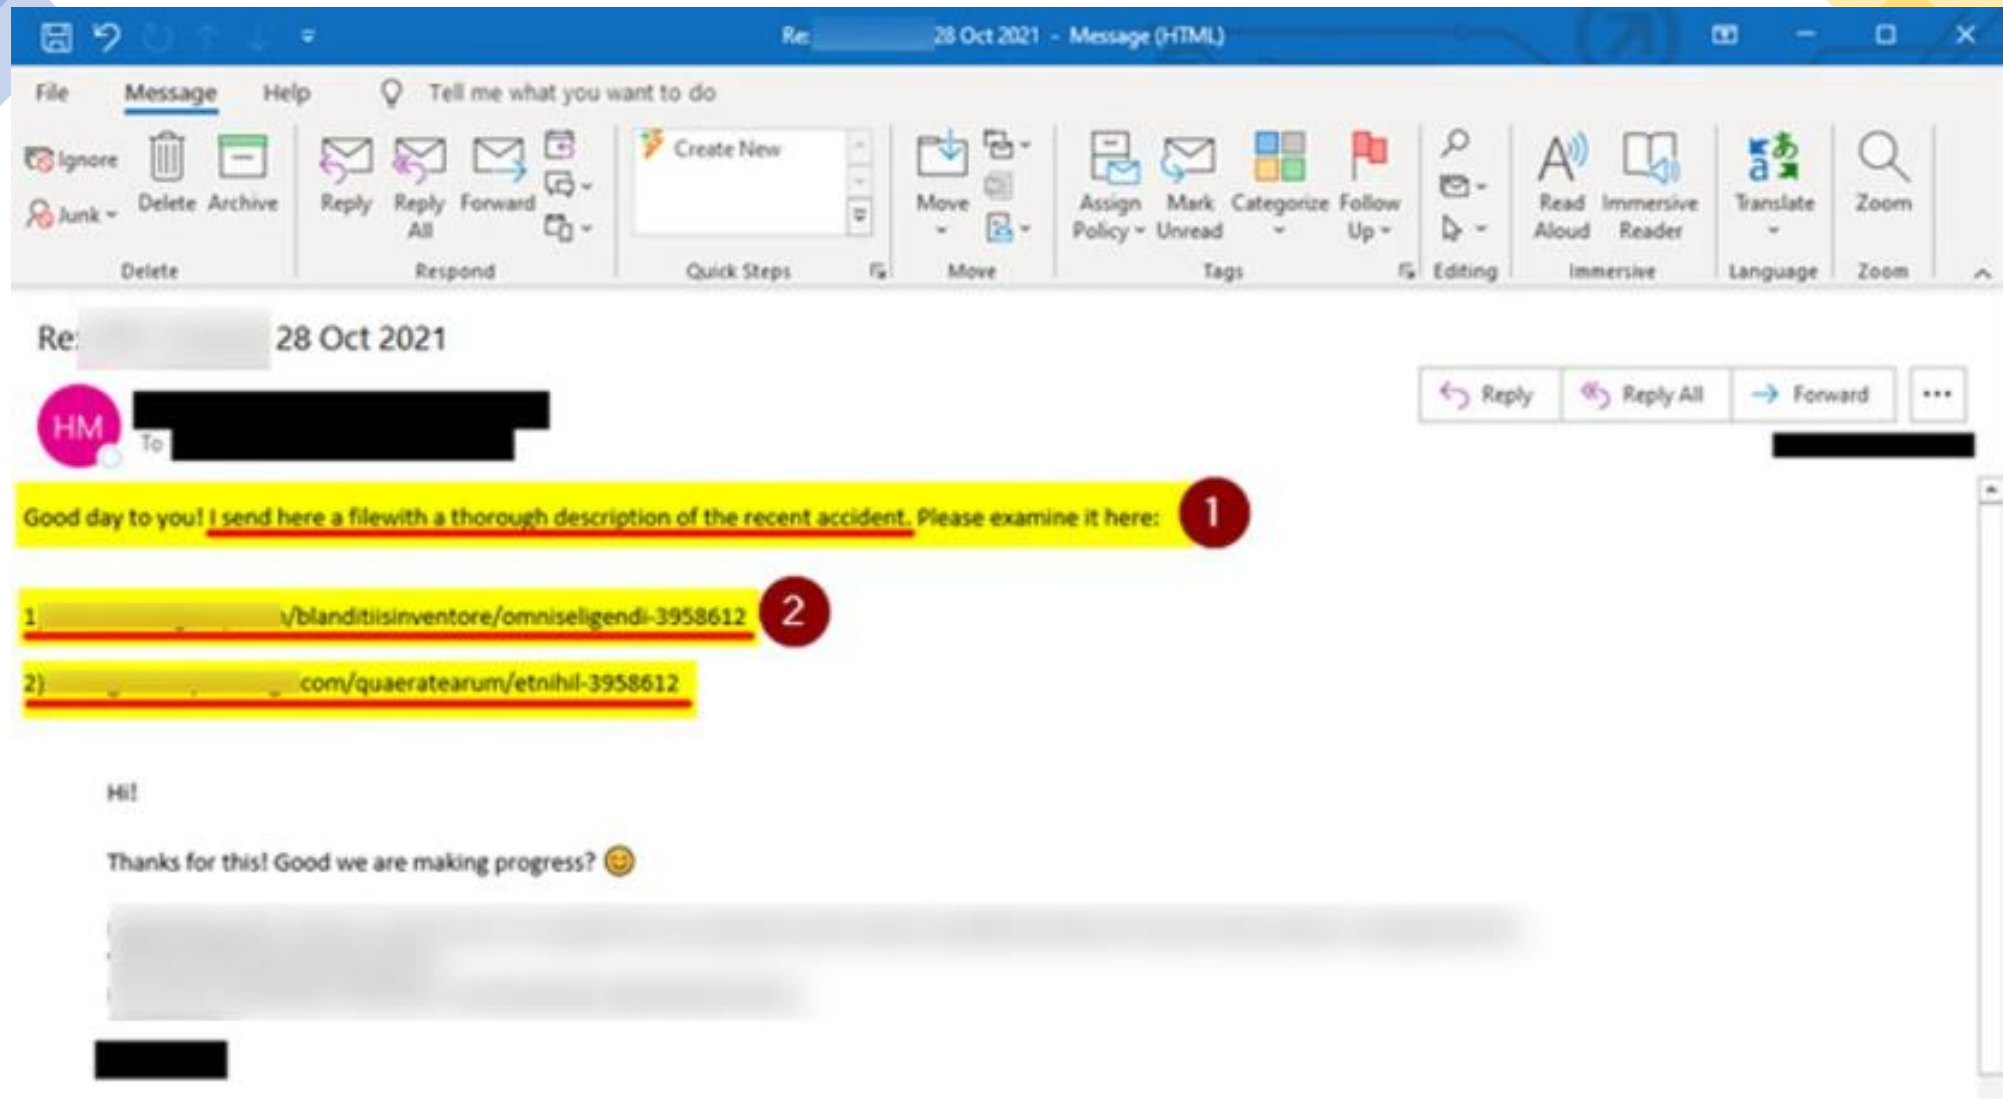 Re: 28 Oct 2021 - Message (HTML)
File Message Help Tell me what you want to do
Ignore
Junk
Delete Archive
Reply Reply All Forward
Create New
Move
Assign Policy Mark Unread Categorize Follow Up
Read Aloud Immersive Reader
Translate
Zoom
Delete Respond Quick Steps Move Tags Editing Immersive Language Zoom
Re: 28 Oct 2021
Reply Reply All Forward ...
HM
To
Good day to you! I send here a filewith a thorough description of the recent accident. Please examine it here: 1
1 /blanditiisinventore/omniseligendi-3958612 2
2) com/quaeratearum/etnihil-3958612
Hi!
Thanks for this! Good we are making progress? 😊